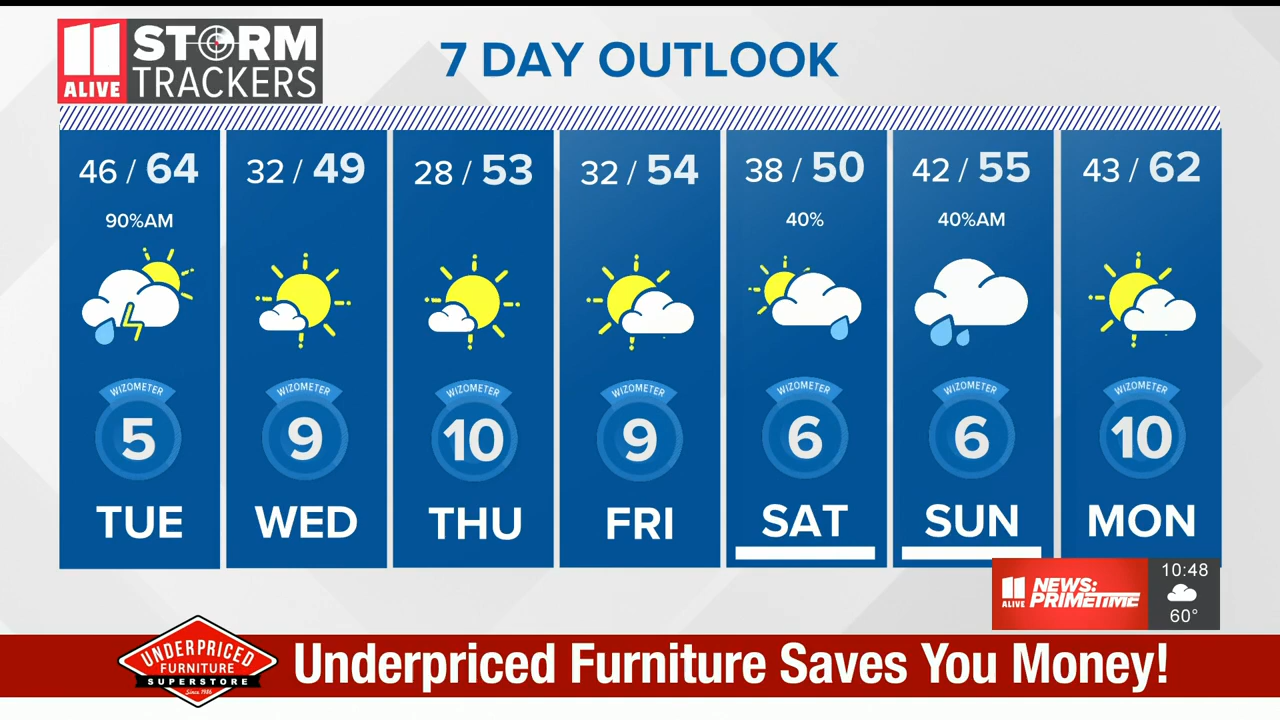 11 ALIVE
STORM
TRACKERS
7 DAY OUTLOOK
46 / 64
90%AM
WIZOMETER
5
TUE
32 / 49
WIZOMETER
9
WED
28 / 53
WIZOMETER
10
THU
32 / 54
WIZOMETER
9
FRI
38 / 50
40%
WIZOMETER
6
SAT
42 / 55
40%AM
WIZOMETER
6
SUN
43 / 62
WIZOMETER
10
MON
11 ALIVE
NEWS:
PRIMETIME
10:48
60°
UNDERPRICED
FURNITURE
SUPERSTORE
Since 1986
Underpriced Furniture Saves You Money!